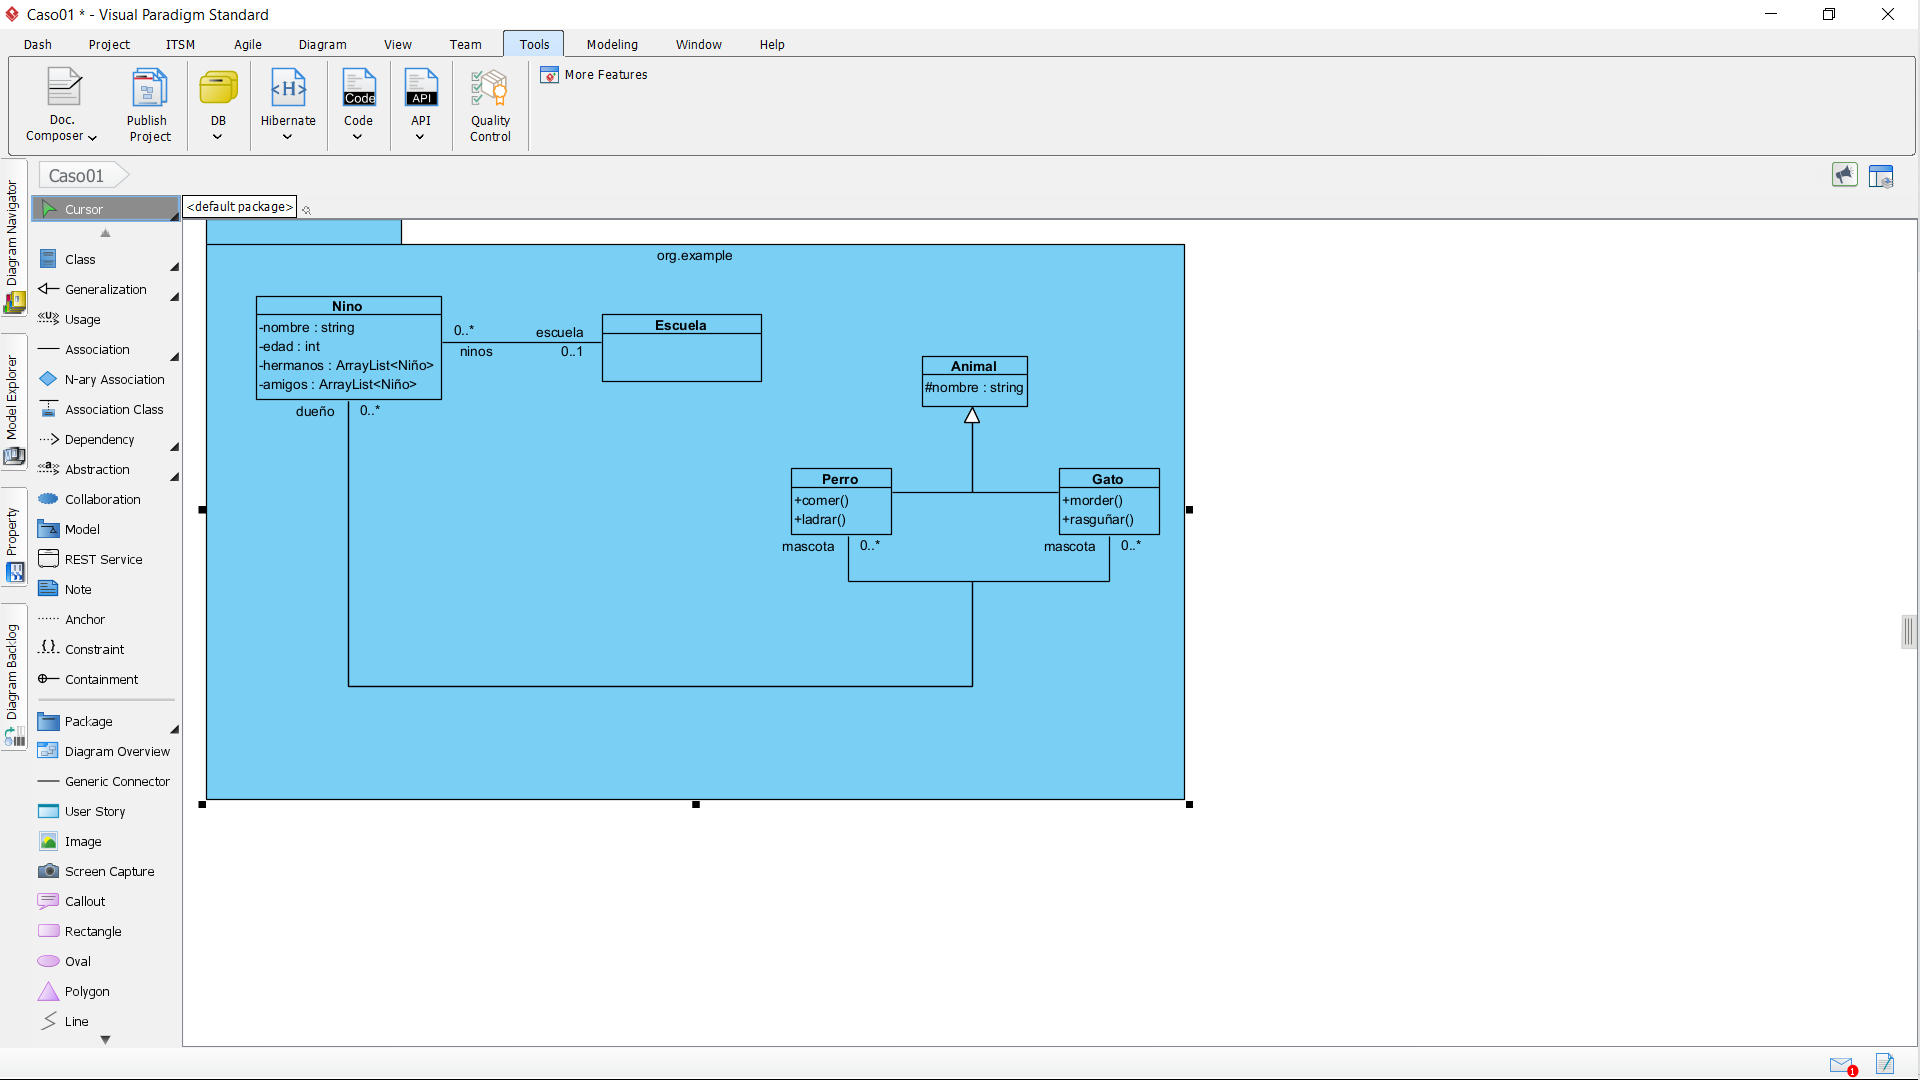 Caso01 * - Visual Paradigm Standard
Dash Project ITSM Agile Diagram View Team Tools Modeling Window Help
Doc. Composer
Publish Project
DB
Hibernate
Code
Code
API
API
Quality Control
More Features
Caso01
Diagram Navigator
Model Explorer
Property
Diagram Backlog
Cursor
<default package>
Class
Generalization
Usage
Association
N-ary Association
Association Class
Dependency
Abstraction
Collaboration
Model
REST Service
Note
Anchor
Constraint
Containment
Package
Diagram Overview
Generic Connector
User Story
Image
Screen Capture
Callout
Rectangle
Oval
Polygon
Line
org.example
Nino
-nombre : string
-edad : int
-hermanos : ArrayList<Niño>
-amigos : ArrayList<Niño>
0..* escuela
ninos 0..1
Escuela
dueño 0..*
Animal
#nombre : string
Perro
+comer()
+ladrar()
mascota 0..*
Gato
+morder()
+rasguñar()
mascota 0..*
1